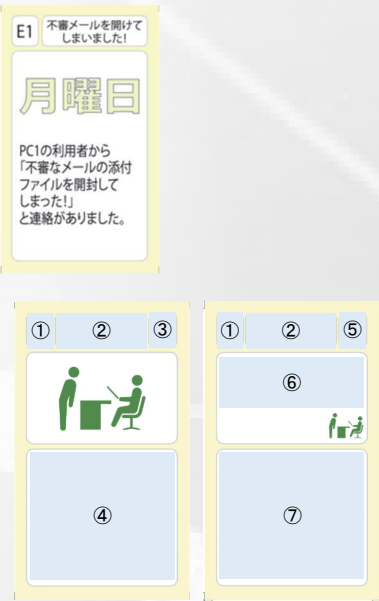 E1
不審メールを開けて
しまいました!
月曜日
PC1の利用者から
「不審なメールの添付
ファイルを開封して
しまった!」
と連絡がありました。
① ② ③
④
① ② ⑤
⑥
⑦